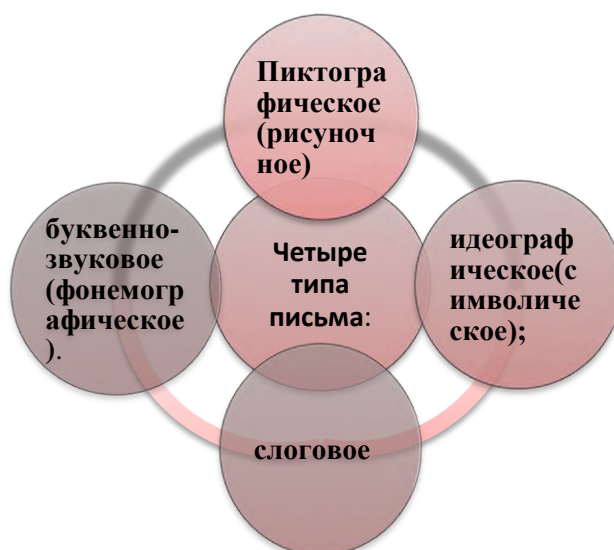 Пиктогра
фическое
(рисуноч
ное)
Четыре
типа
письма:
идеограф
ическое(с
имволиче
ское);
слоговое
буквенно-
звуковое
(фонемогр
афическое
).